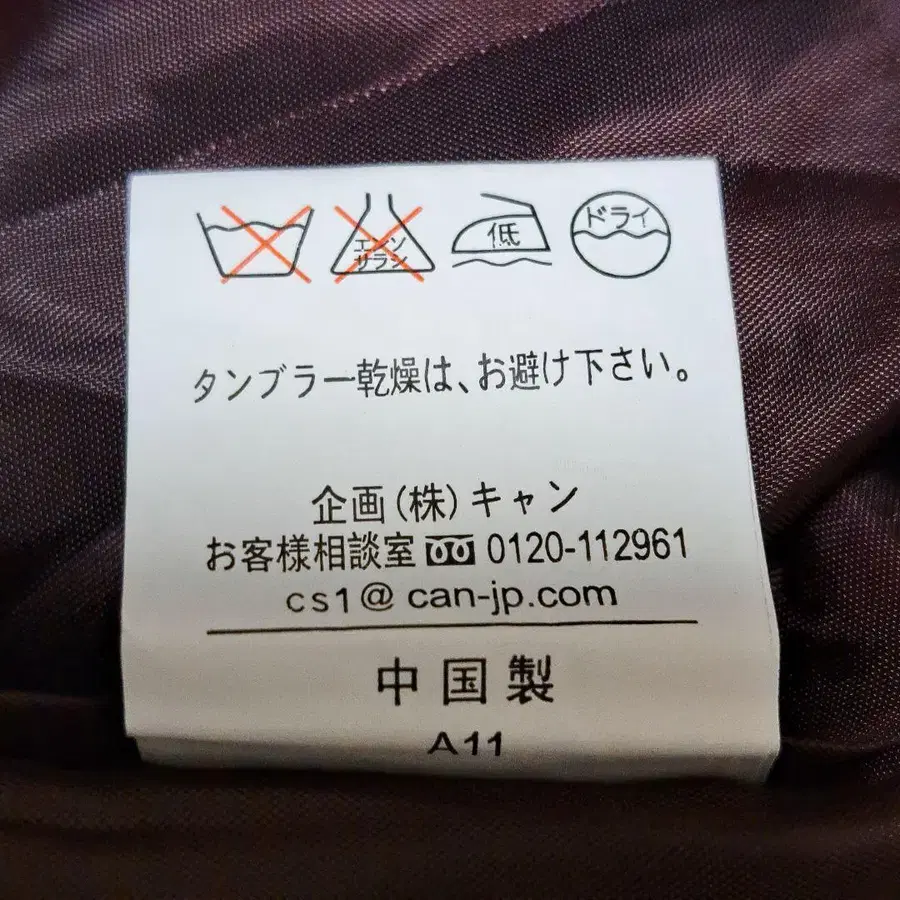 エンソ
サラシ
低
ドライ
タンブラー乾燥は、お避け下さい。
企画(株)キャン
お客様相談室 0120-112961
cs1@can-jp.com
中国製
A11